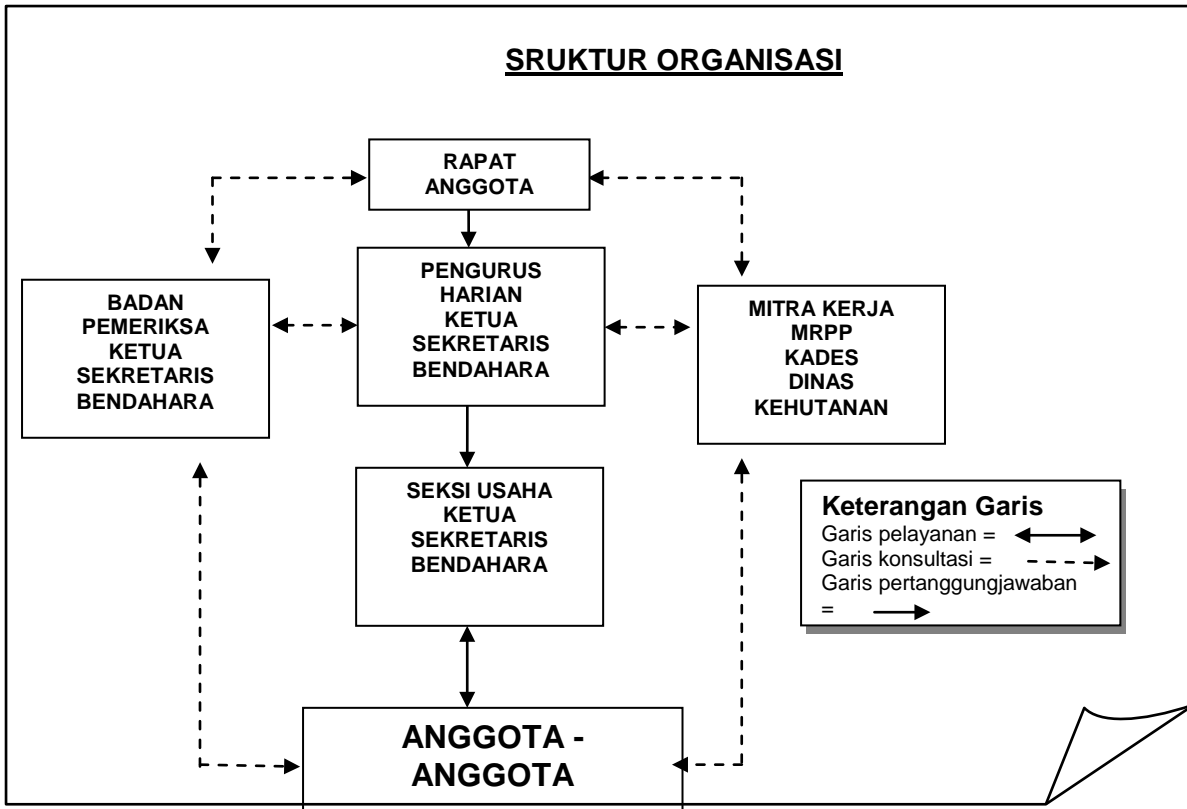 SRUKTUR ORGANISASI
RAPAT
ANGGOTA
BADAN
PEMERIKSA
KETUA
SEKRETARIS
BENDAHARA
PENGURUS
HARIAN
KETUA
SEKRETARIS
BENDAHARA
MITRA KERJA
MRPP
KADES
DINAS
KEHUTANAN
SEKSI USAHA
KETUA
SEKRETARIS
BENDAHARA
Keterangan Garis
Garis pelayanan =
Garis konsultasi =
Garis pertanggungjawaban
=
ANGGOTA -
ANGGOTA